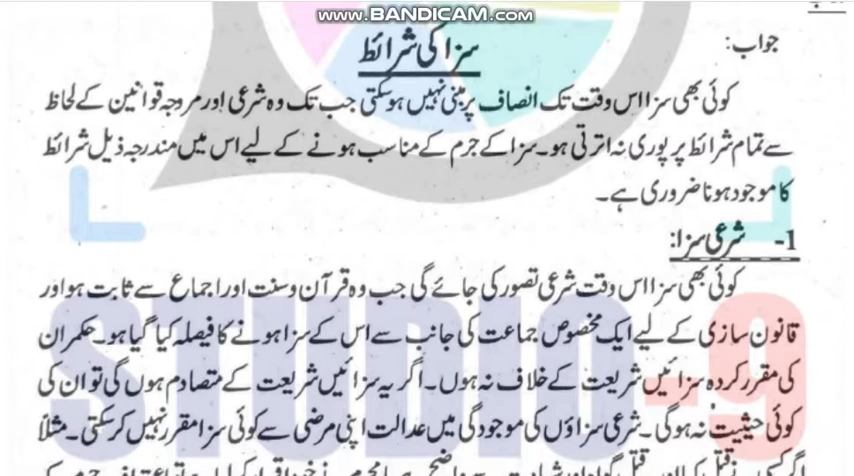 www.BANDICAM.com
جواب:
سزا کی شرائط
کوئی بھی سزا اس وقت تک انصاف پر مبنی نہیں ہو سکتی جب تک وہ شرعی اور مروجہ قوانین کے لحاظ
سے تمام شرائط پر پوری نہ اترتی ہو۔ سزا کے جرم کے مناسب ہونے کے لیے اس میں مندرجہ ذیل شرائط
کا موجود ہونا ضروری ہے۔
1- شرعی سزا:
کوئی بھی سزا اس وقت شرعی تصور کی جائے گی جب وہ قرآن و سنت اور اجماع سے ثابت ہو اور
قانون سازی کے لیے ایک مخصوص جماعت کی جانب سے اس کے سزا ہونے کا فیصلہ کیا گیا ہو۔ حکمران
کی مقرر کردہ سزائیں شریعت کے خلاف نہ ہوں۔ اگر یہ سزائیں شریعت کے متصادم ہوں گی تو ان کی
کوئی حیثیت نہ ہوگی۔ شرعی سزاؤں کی موجودگی میں عدالت اپنی مرضی سے کوئی سزا مقرر نہیں کر سکتی۔ مثلاً
STUDIO-9